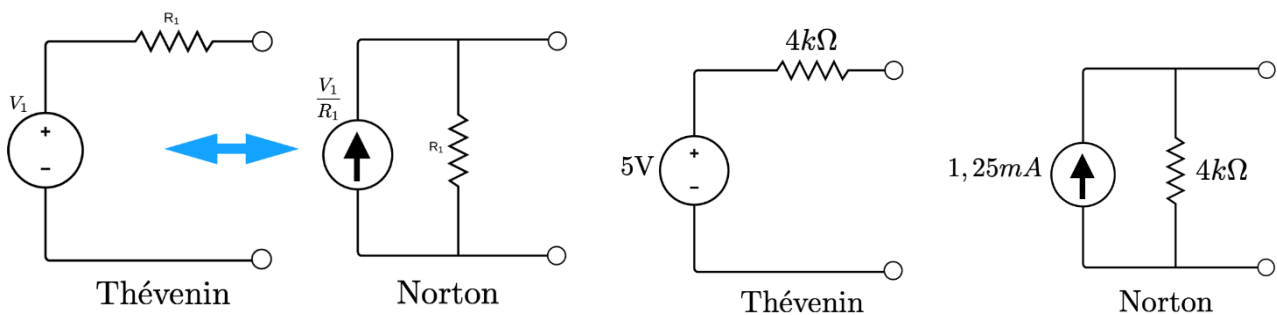 R₁
V₁
+
−
Thévenin
V₁
R₁
R₁
Norton
4kΩ
5V
+
−
Thévenin
1,25mA
4kΩ
Norton